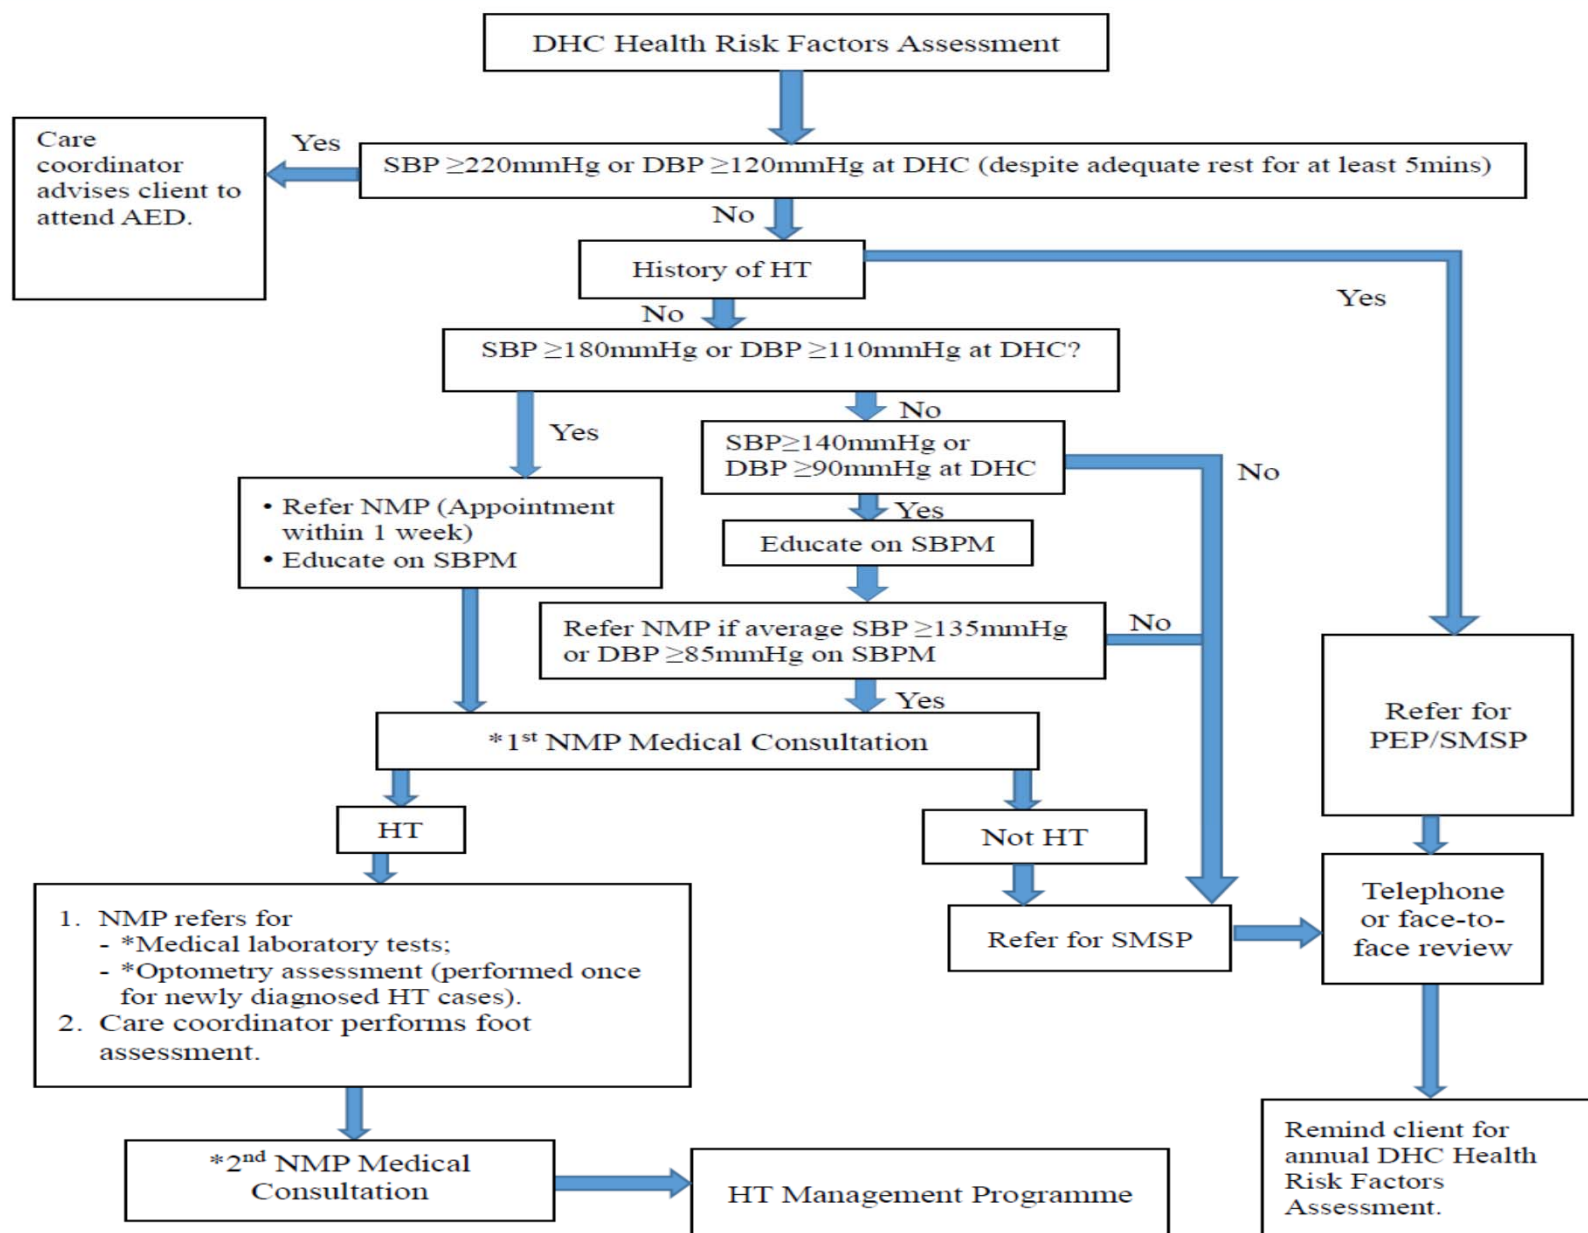 DHC Health Risk Factors Assessment
Care
coordinator
advises client to
attend AED.
Yes
SBP ≥220mmHg or DBP ≥120mmHg at DHC (despite adequate rest for at least 5mins)
No
History of HT
Yes
No
SBP ≥180mmHg or DBP ≥110mmHg at DHC?
Yes
No
SBP≥140mmHg or
DBP ≥90mmHg at DHC
No
• Refer NMP (Appointment
within 1 week)
• Educate on SBPM
Yes
Educate on SBPM
Refer NMP if average SBP ≥135mmHg
or DBP ≥85mmHg on SBPM
No
Yes
Refer for
PEP/SMSP
*1st NMP Medical Consultation
HT
Not HT
Telephone
or face-to-
face review
1. NMP refers for
- *Medical laboratory tests;
- *Optometry assessment (performed once
for newly diagnosed HT cases).
2. Care coordinator performs foot
assessment.
Refer for SMSP
*2nd NMP Medical
Consultation
HT Management Programme
Remind client for
annual DHC Health
Risk Factors
Assessment.